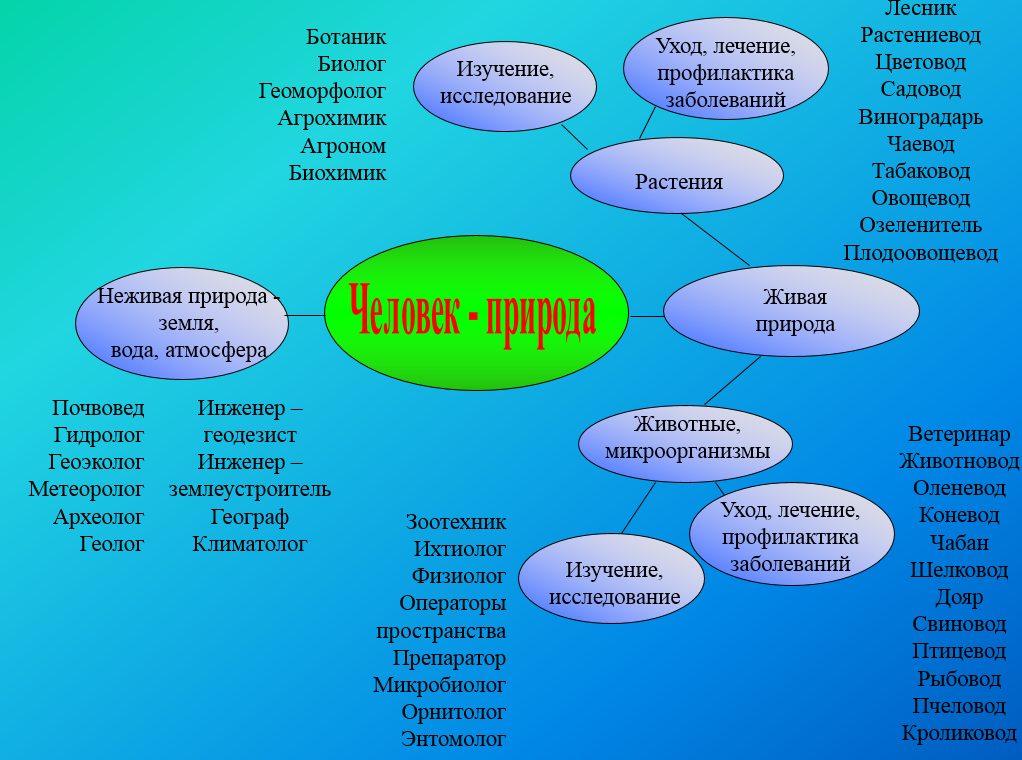 Ботаник
Биолог
Геоморфолог
Агрохимик
Агроном
Биохимик
Изучение,
исследование
Уход, лечение,
профилактика
заболеваний
Лесник
Растениевод
Цветовод
Садовод
Виноградарь
Чаевод
Табаковод
Овощевод
Озеленитель
Плодоовощевод
Растения
Неживая природа -
земля,
вода, атмосфера
Человек - природа
Живая
природа
Почвовед
Гидролог
Геоэколог
Метеоролог
Археолог
Геолог
Инженер –
геодезист
Инженер –
землеустроитель
Географ
Климатолог
Животные,
микроорганизмы
Зоотехник
Ихтиолог
Физиолог
Операторы
пространства
Препаратор
Микробиолог
Орнитолог
Энтомолог
Изучение,
исследование
Уход, лечение,
профилактика
заболеваний
Ветеринар
Животновод
Оленевод
Коневод
Чабан
Шелковод
Дояр
Свиновод
Птицевод
Рыбовод
Пчеловод
Кроликовод